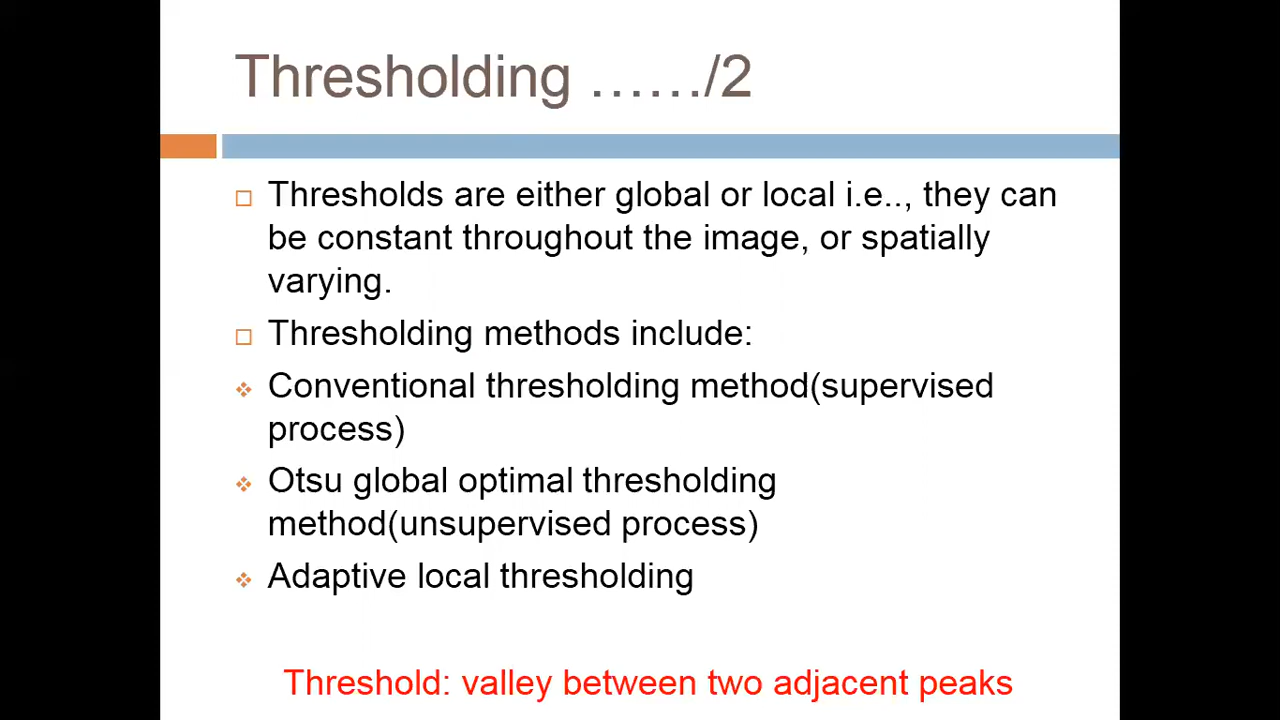 Thresholding ……/2
Thresholds are either global or local i.e.., they can
be constant throughout the image, or spatially
varying.
Thresholding methods include:
Conventional thresholding method(supervised
process)
Otsu global optimal thresholding
method(unsupervised process)
Adaptive local thresholding
Threshold: valley between two adjacent peaks